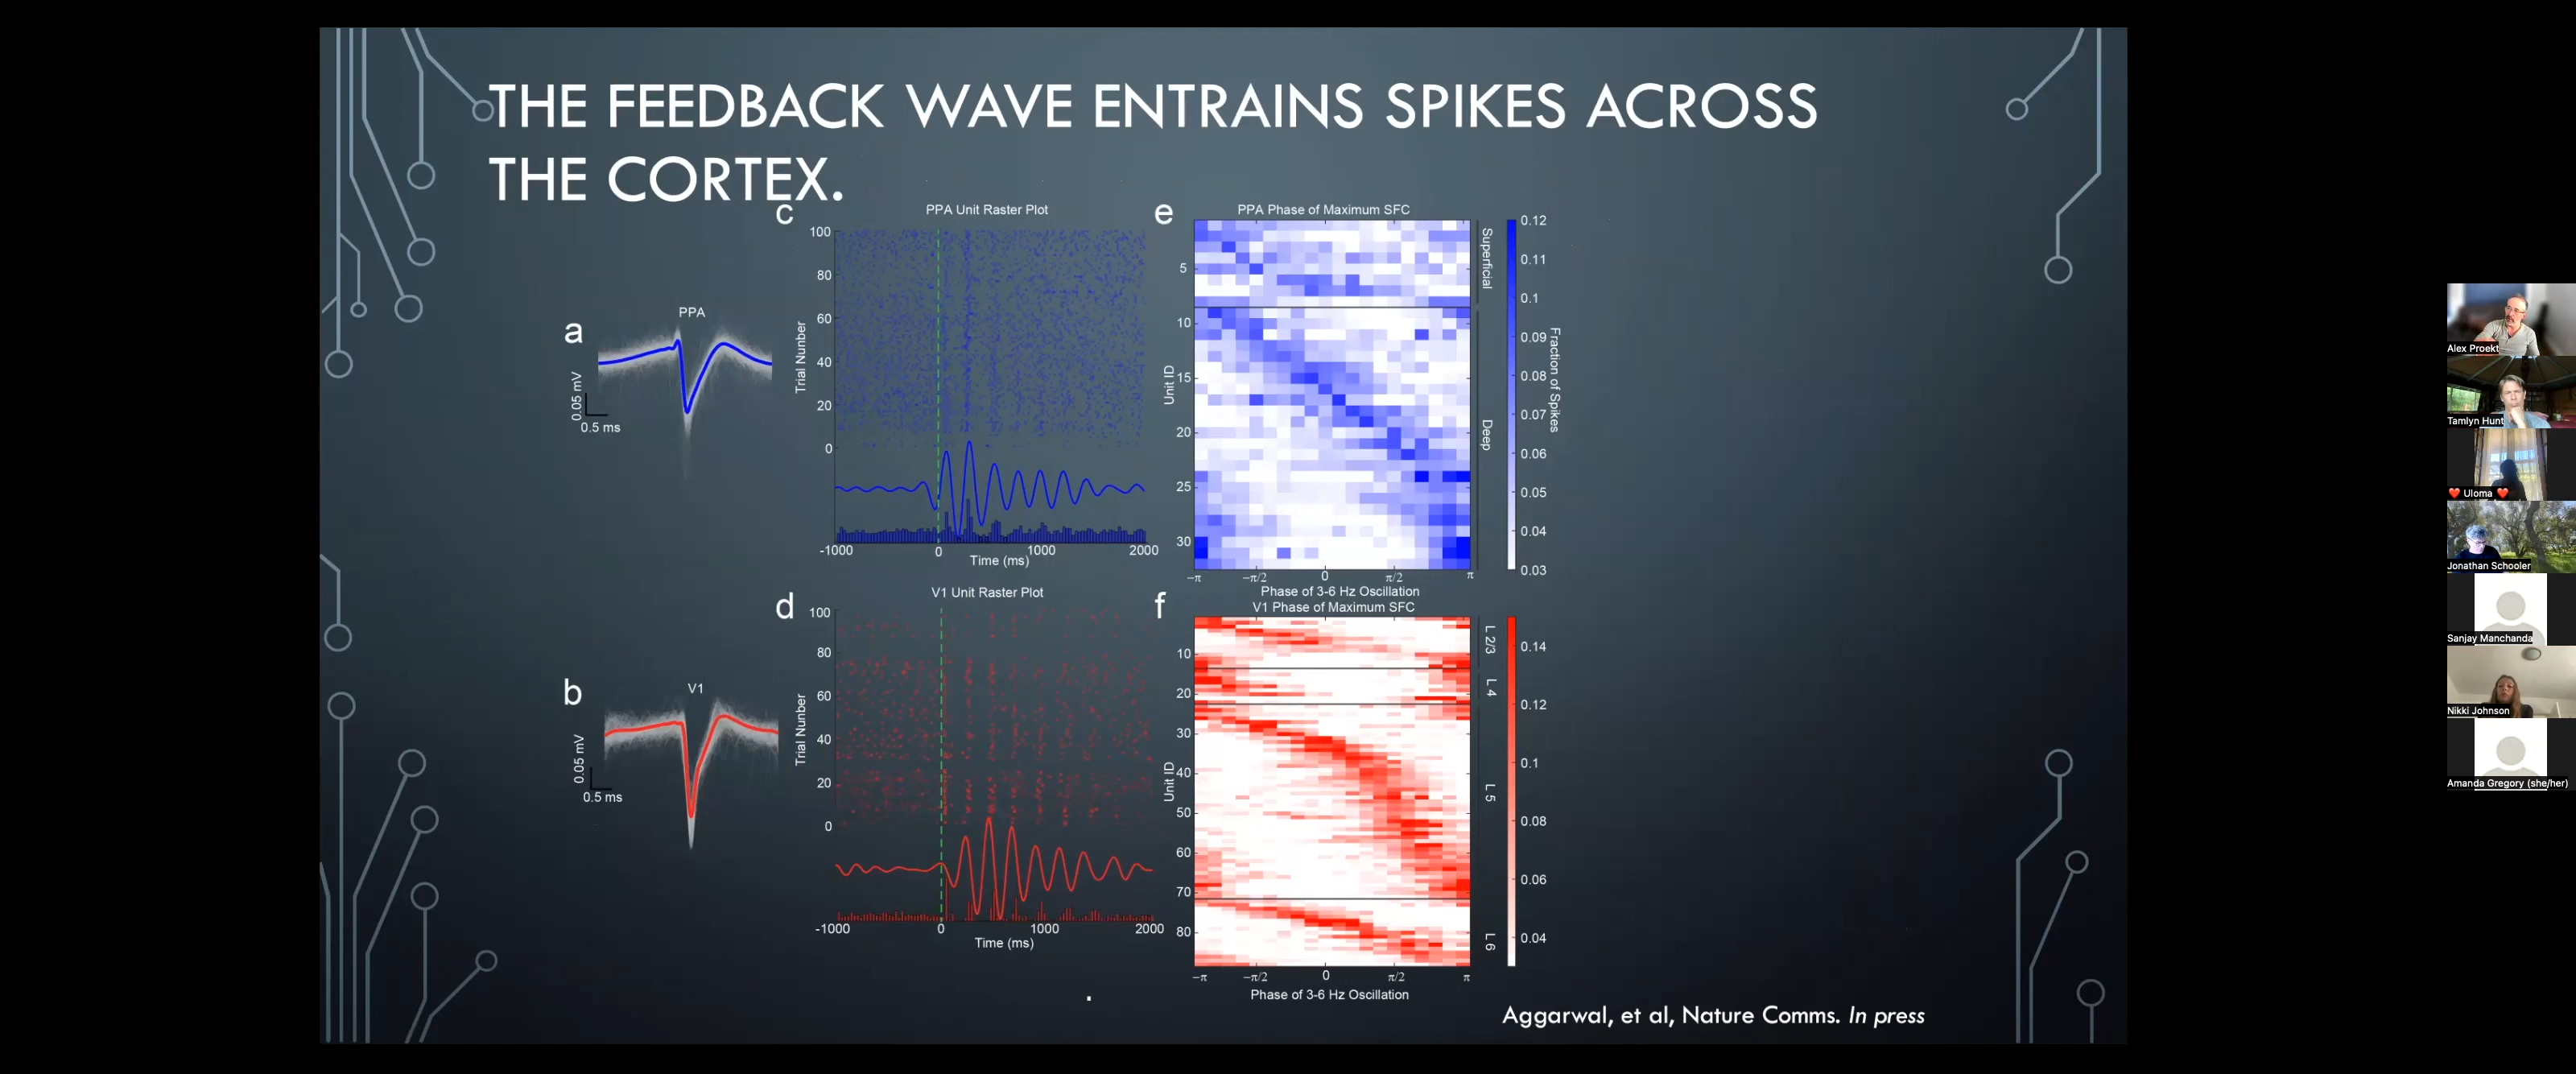 THE FEEDBACK WAVE ENTRAINS SPIKES ACROSS
THE CORTEX.
a
PPA
0.05 mV
0.5 ms
c
PPA Unit Raster Plot
Trial Nunber
100
80
60
40
20
0
-1000
0
1000
2000
Time (ms)
e
PPA Phase of Maximum SFC
Unit ID
5
10
15
20
25
30
Superficial
Deep
0.12
0.11
0.1
0.09
0.08
0.07
0.06
0.05
0.04
0.03
Fraction of Spikes
−π
−π/2
0
π/2
π
Phase of 3-6 Hz Oscillation
b
V1
0.05 mV
0.5 ms
d
V1 Unit Raster Plot
Trial Nunber
100
80
60
40
20
0
-1000
0
1000
2000
Time (ms)
f
V1 Phase of Maximum SFC
Unit ID
10
20
30
40
50
60
70
80
L 2/3
L 4
L 5
L 6
0.14
0.12
0.1
0.08
0.06
0.04
−π
−π/2
0
π/2
π
Phase of 3-6 Hz Oscillation
Aggarwal, et al, Nature Comms. In press
Alex Proekt
Tamlyn Hunt
❤️ Uloma ❤️
Jonathan Schooler
Sanjay Manchanda
Nikki Johnson
Amanda Gregory (she/her)